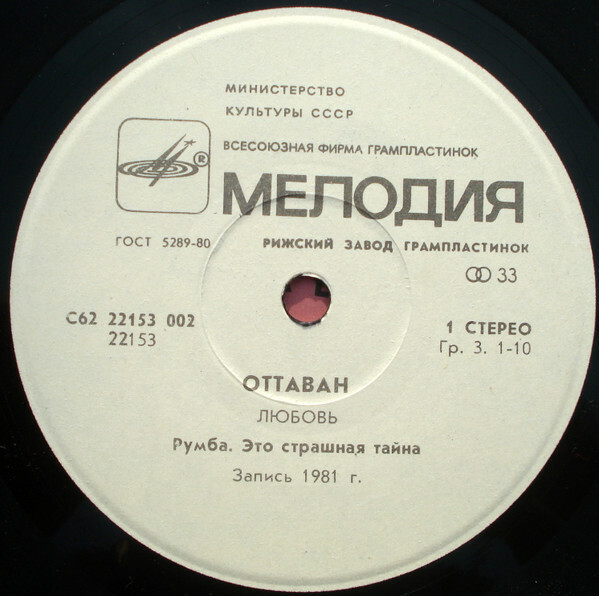 МИНИСТЕРСТВО
КУЛЬТУРЫ СССР
ВСЕСОЮЗНАЯ ФИРМА ГРАМПЛАСТИНОК
®
МЕЛОДИЯ
ГОСТ 5289-80 РИЖСКИЙ ЗАВОД ГРАМПЛАСТИНОК
33
С62 22153 002 1 СТЕРЕО
22153 Гр. 3. 1-10
ОТТАВАН
ЛЮБОВЬ
Румба. Это страшная тайна
Запись 1981 г.